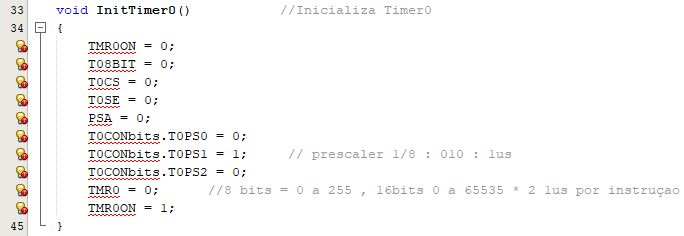 33 void InitTimer0() //Inicializa Timer0
34 {
TMR0ON = 0;
T08BIT = 0;
T0CS = 0;
T0SE = 0;
PSA = 0;
T0CONbits.T0PS0 = 0;
T0CONbits.T0PS1 = 1; // prescaler 1/8 : 010 : 1us
T0CONbits.T0PS2 = 0;
TMR0 = 0; //8 bits = 0 a 255 , 16bits 0 a 65535 * 2 1us por instruçao
TMR0ON = 1;
45 }